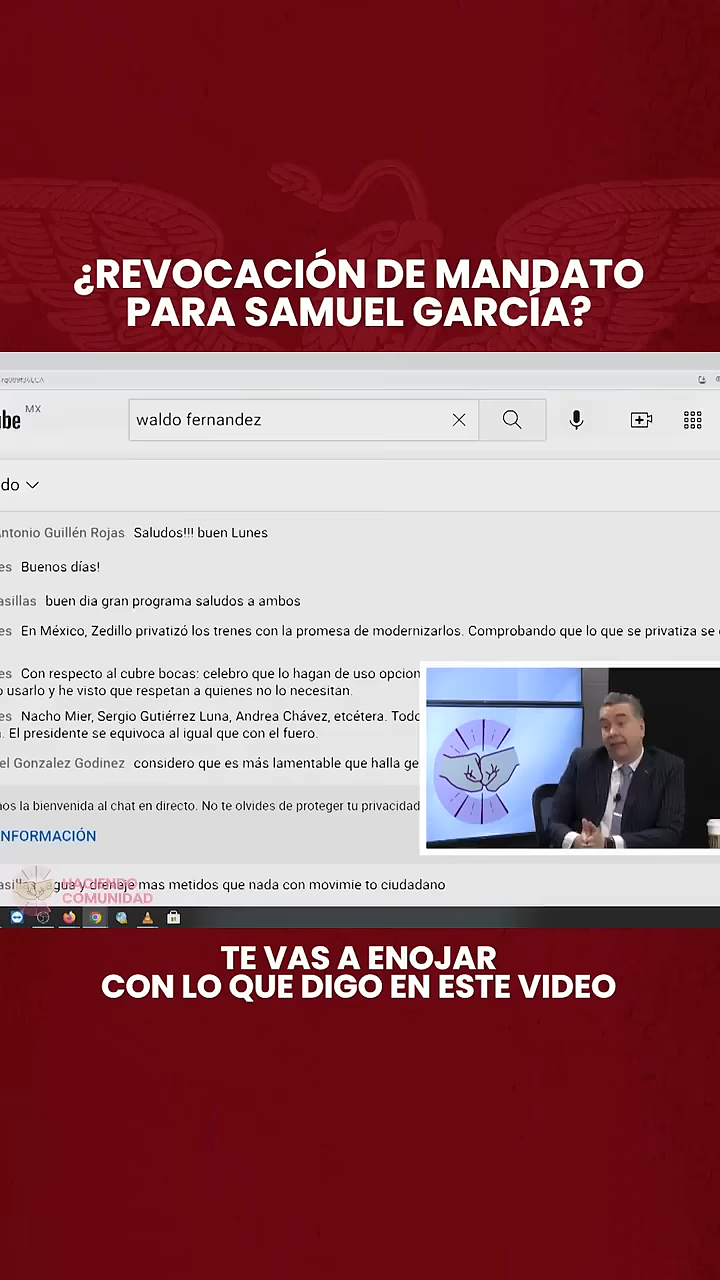 ¿REVOCACIÓN DE MANDATO
PARA SAMUEL GARCÍA?
be MX
waldo fernandez
do
ntonio Guillén Rojas Saludos!!! buen Lunes
es Buenos días!
asillas buen dia gran programa saludos a ambos
es En México, Zedillo privatizó los trenes con la promesa de modernizarlos. Comprobando que lo que se privatiza se
es Con respecto al cubre bocas: celebro que lo hagan de uso opcion
o usarlo y he visto que respetan a quienes no lo necesitan.
es Nacho Mier, Sergio Gutiérrez Luna, Andrea Chávez, etcétera. Todo
. El presidente se equivoca al igual que con el fuero.
el Gonzalez Godinez considero que es más lamentable que halla ge
os la bienvenida al chat en directo. No te olvides de proteger tu privacidad
NFORMACIÓN
asillas agua y drenaje mas metidos que nada con movimie to ciudadano
HACIENDO
COMUNIDAD
TE VAS A ENOJAR
CON LO QUE DIGO EN ESTE VIDEO